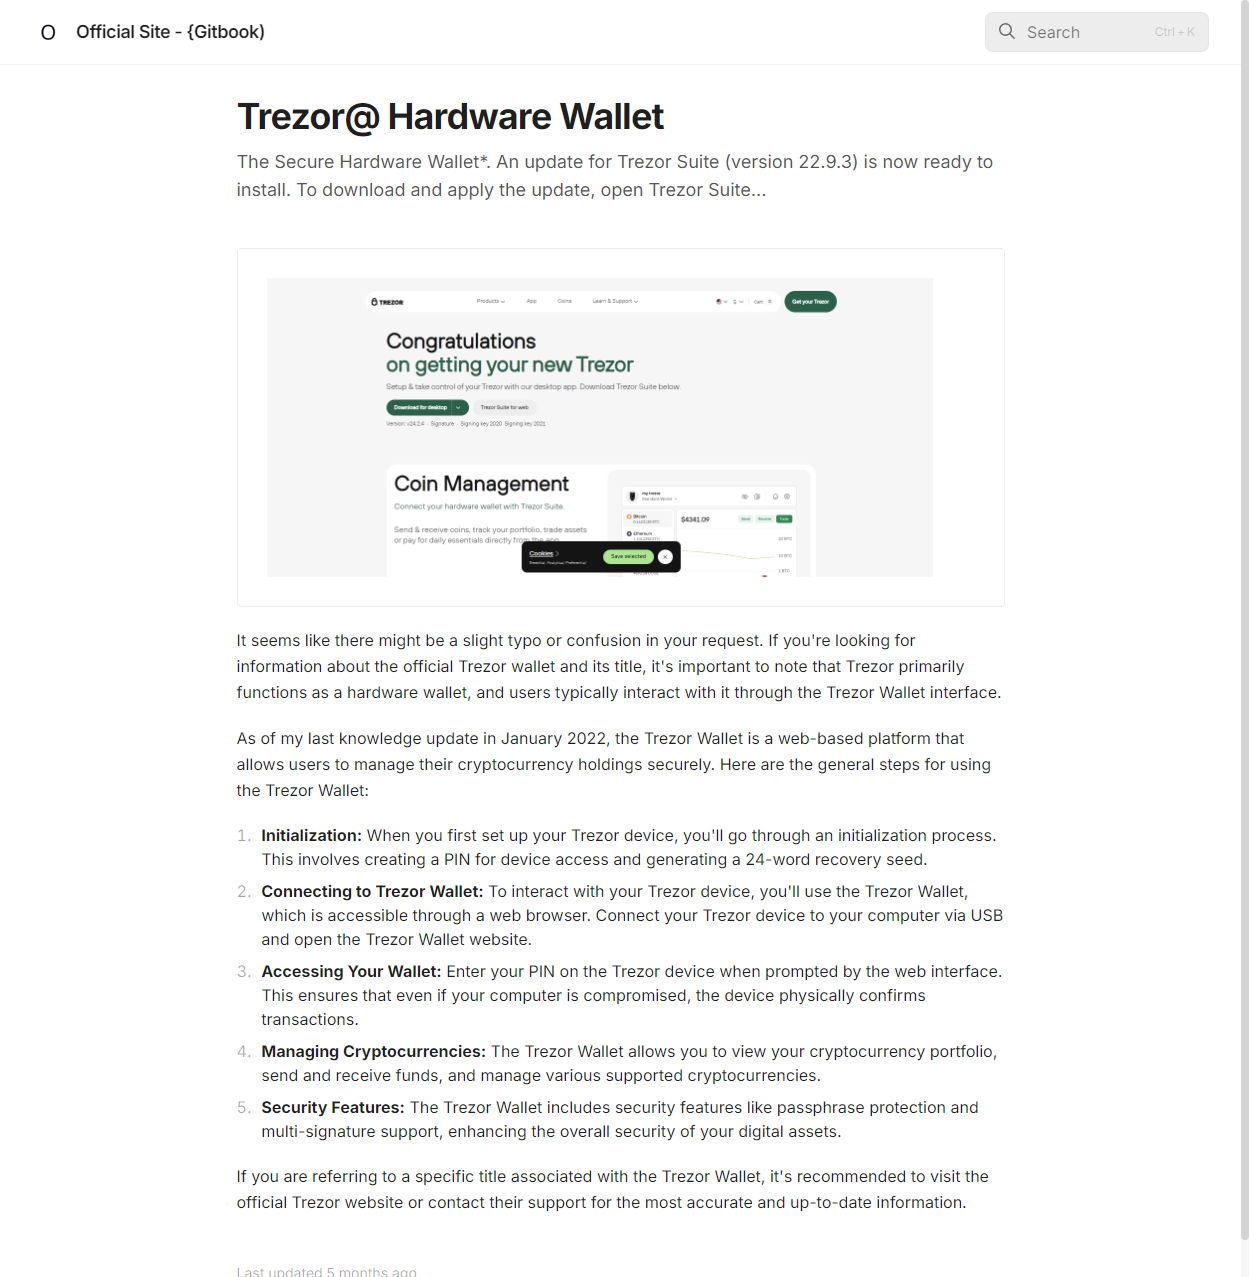 O Official Site - {Gitbook)
Search Ctrl + K
Trezor@ Hardware Wallet
The Secure Hardware Wallet*. An update for Trezor Suite (version 22.9.3) is now ready to
install. To download and apply the update, open Trezor Suite...
TREZOR Products App Coins Learn & Support $ Cart Get your Trezor
Congratulations
on getting your new Trezor
Setup & take control of your Trezor with our desktop app. Download Trezor Suite below.
Download for desktop Trezor Suite for web
Version: v24.2.4 - Signature - Signing key 2020 Signing key 2021
Coin Management
Connect your hardware wallet with Trezor Suite.
Send & receive coins, track your portfolio, trade assets
or pay for daily essentials directly from the app.
my trezor
Bitcoin
Ethereum
$4341.09 Send Receive Trade
20 BTC
10 BTC
1 BTC
Cookies
Essential, Analytical, Preferential
Save selected
It seems like there might be a slight typo or confusion in your request. If you're looking for
information about the official Trezor wallet and its title, it's important to note that Trezor primarily
functions as a hardware wallet, and users typically interact with it through the Trezor Wallet interface.
As of my last knowledge update in January 2022, the Trezor Wallet is a web-based platform that
allows users to manage their cryptocurrency holdings securely. Here are the general steps for using
the Trezor Wallet:
1. Initialization: When you first set up your Trezor device, you'll go through an initialization process.
This involves creating a PIN for device access and generating a 24-word recovery seed.
2. Connecting to Trezor Wallet: To interact with your Trezor device, you'll use the Trezor Wallet,
which is accessible through a web browser. Connect your Trezor device to your computer via USB
and open the Trezor Wallet website.
3. Accessing Your Wallet: Enter your PIN on the Trezor device when prompted by the web interface.
This ensures that even if your computer is compromised, the device physically confirms
transactions.
4. Managing Cryptocurrencies: The Trezor Wallet allows you to view your cryptocurrency portfolio,
send and receive funds, and manage various supported cryptocurrencies.
5. Security Features: The Trezor Wallet includes security features like passphrase protection and
multi-signature support, enhancing the overall security of your digital assets.
If you are referring to a specific title associated with the Trezor Wallet, it's recommended to visit the
official Trezor website or contact their support for the most accurate and up-to-date information.
Last updated 5 months ago